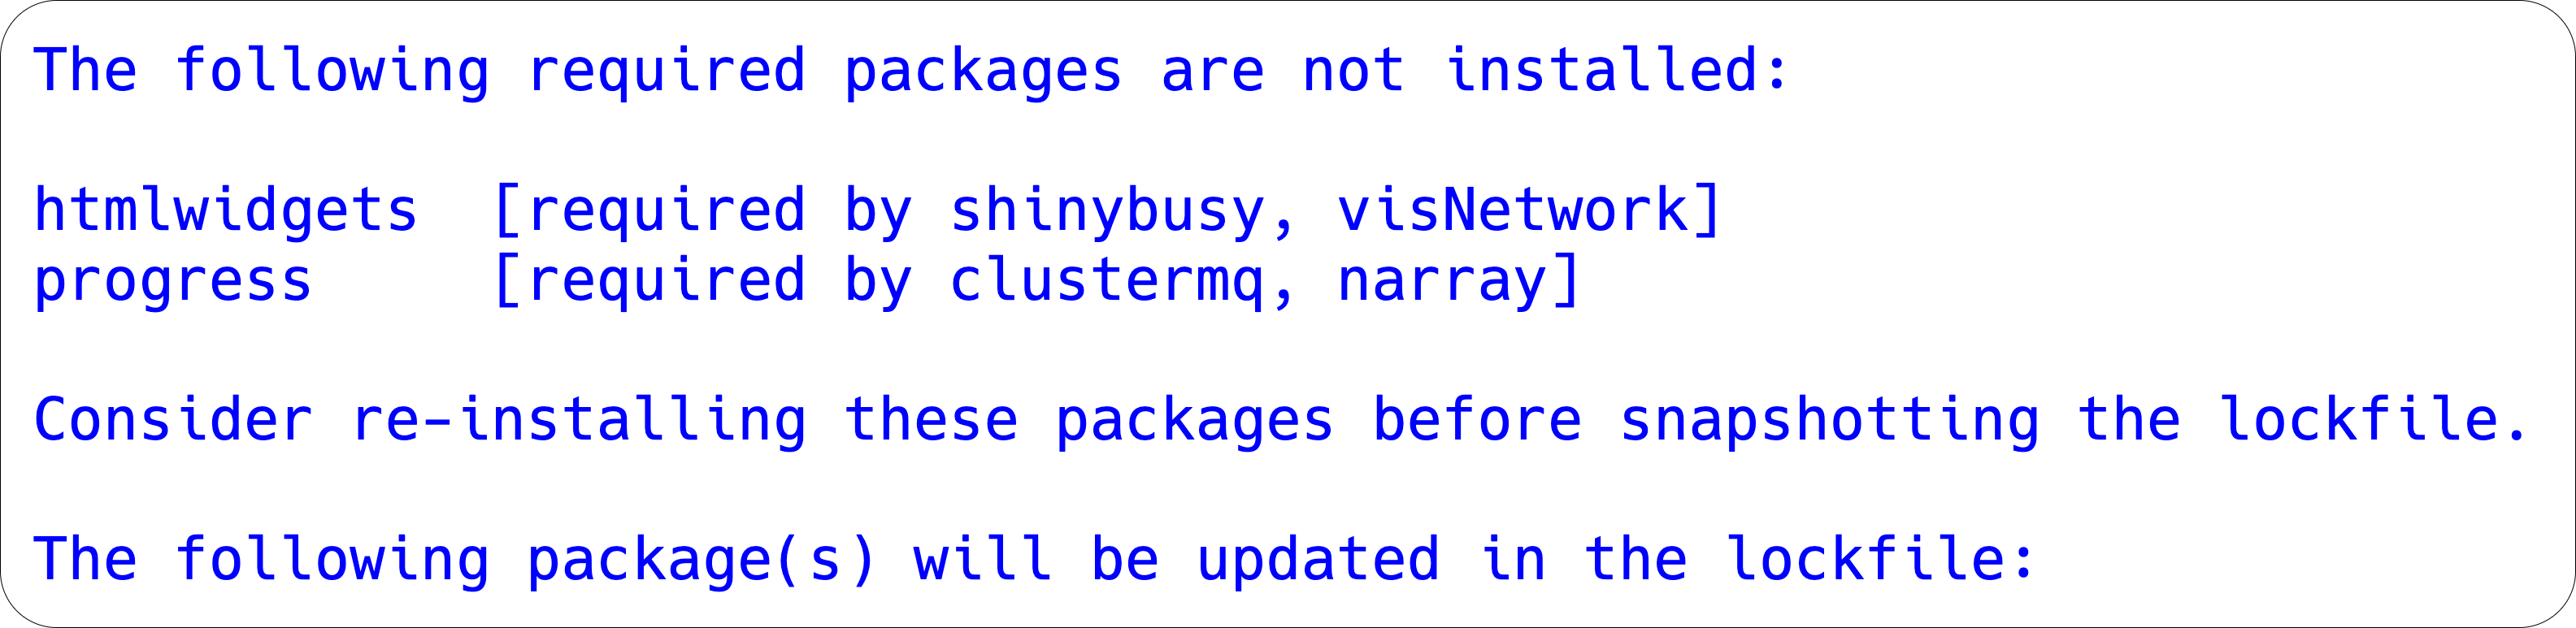 The following required packages are not installed:

htmlwidgets  [required by shinybusy, visNetwork]
progress     [required by clustermq, narray]

Consider re-installing these packages before snapshotting the lockfile.

The following package(s) will be updated in the lockfile: